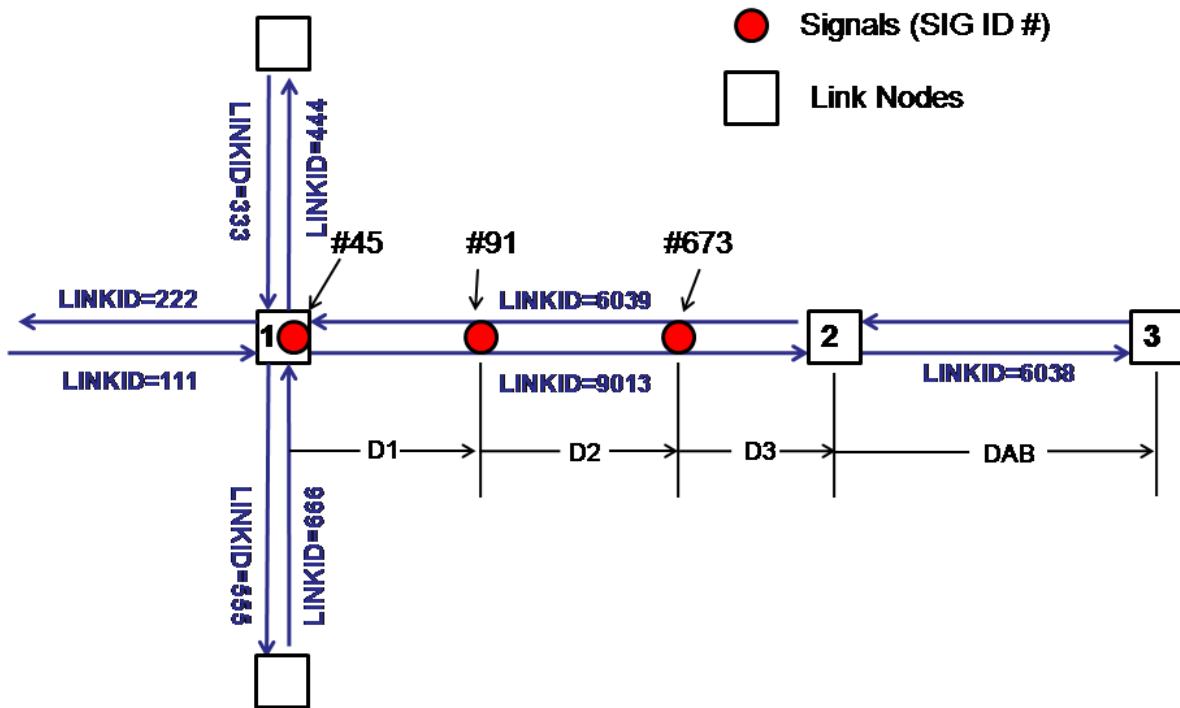 Signals (SIG ID #)
Link Nodes
LINKID=333
LINKID=444
#45
#91
#673
LINKID=222
LINKID=6039
1
2
3
LINKID=111
LINKID=9013
LINKID=6038
D1
D2
D3
DAB
LINKID=555
LINKID=666